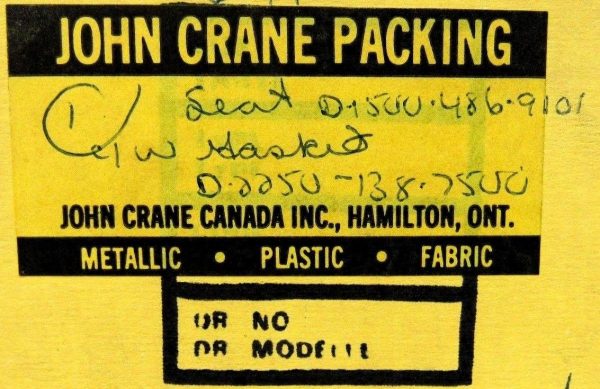 JOHN CRANE PACKING
1/ Seat D-1500-486-9101
C/W Gasket
D-2250-138-7500
JOHN CRANE CANADA INC., HAMILTON, ONT.
METALLIC • PLASTIC • FABRIC
OR NO
OR MODELE